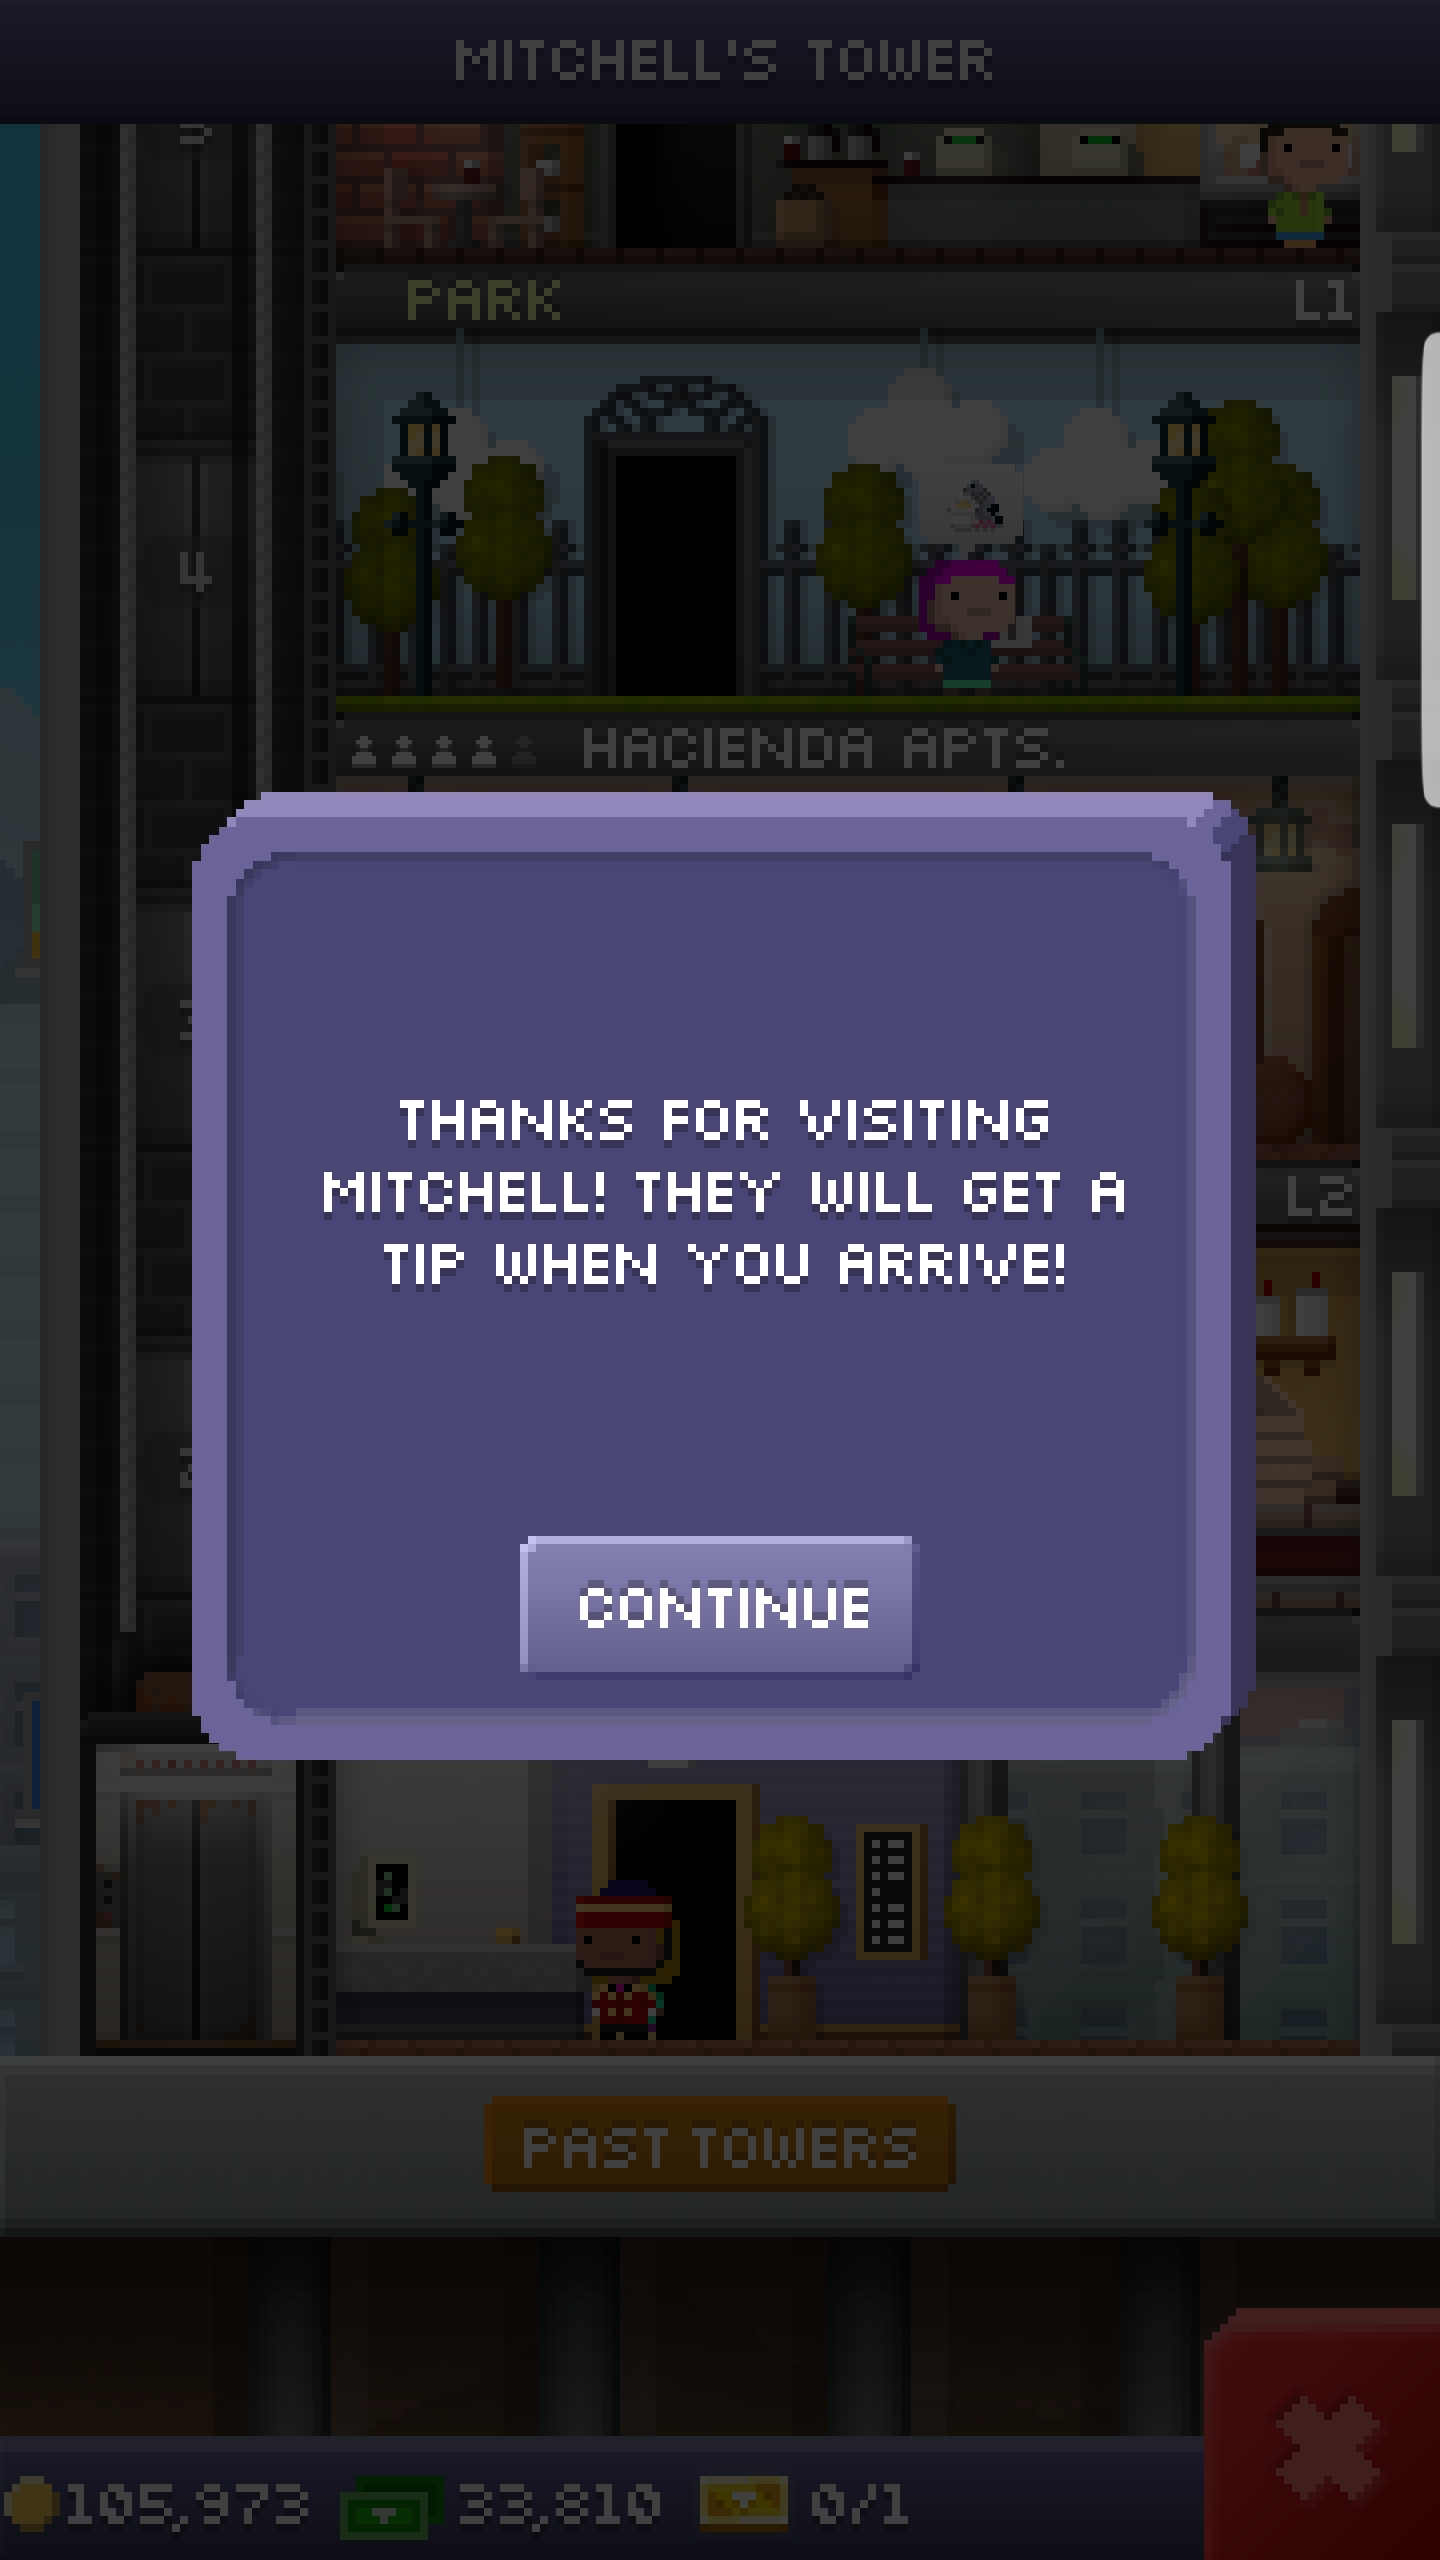 MITCHELL'S TOWER
PARK
L1
4
HACIENDA APTS.
THANKS FOR VISITING
MITCHELL! THEY WILL GET A
TIP WHEN YOU ARRIVE!
L2
CONTINUE
PAST TOWERS
105,973
33,810
0/1